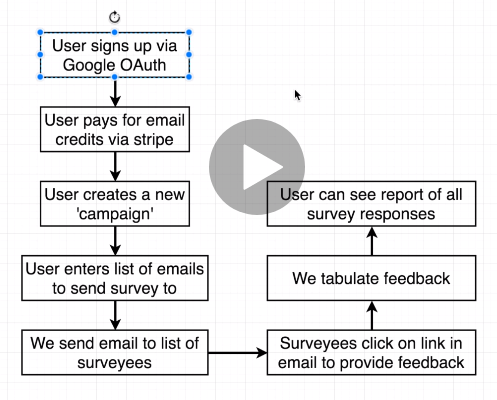 User signs up via
Google OAuth
User pays for email
credits via stripe
User creates a new
'campaign'
User enters list of emails
to send survey to
We send email to list of
surveyees
Surveyees click on link in
email to provide feedback
We tabulate feedback
User can see report of all
survey responses